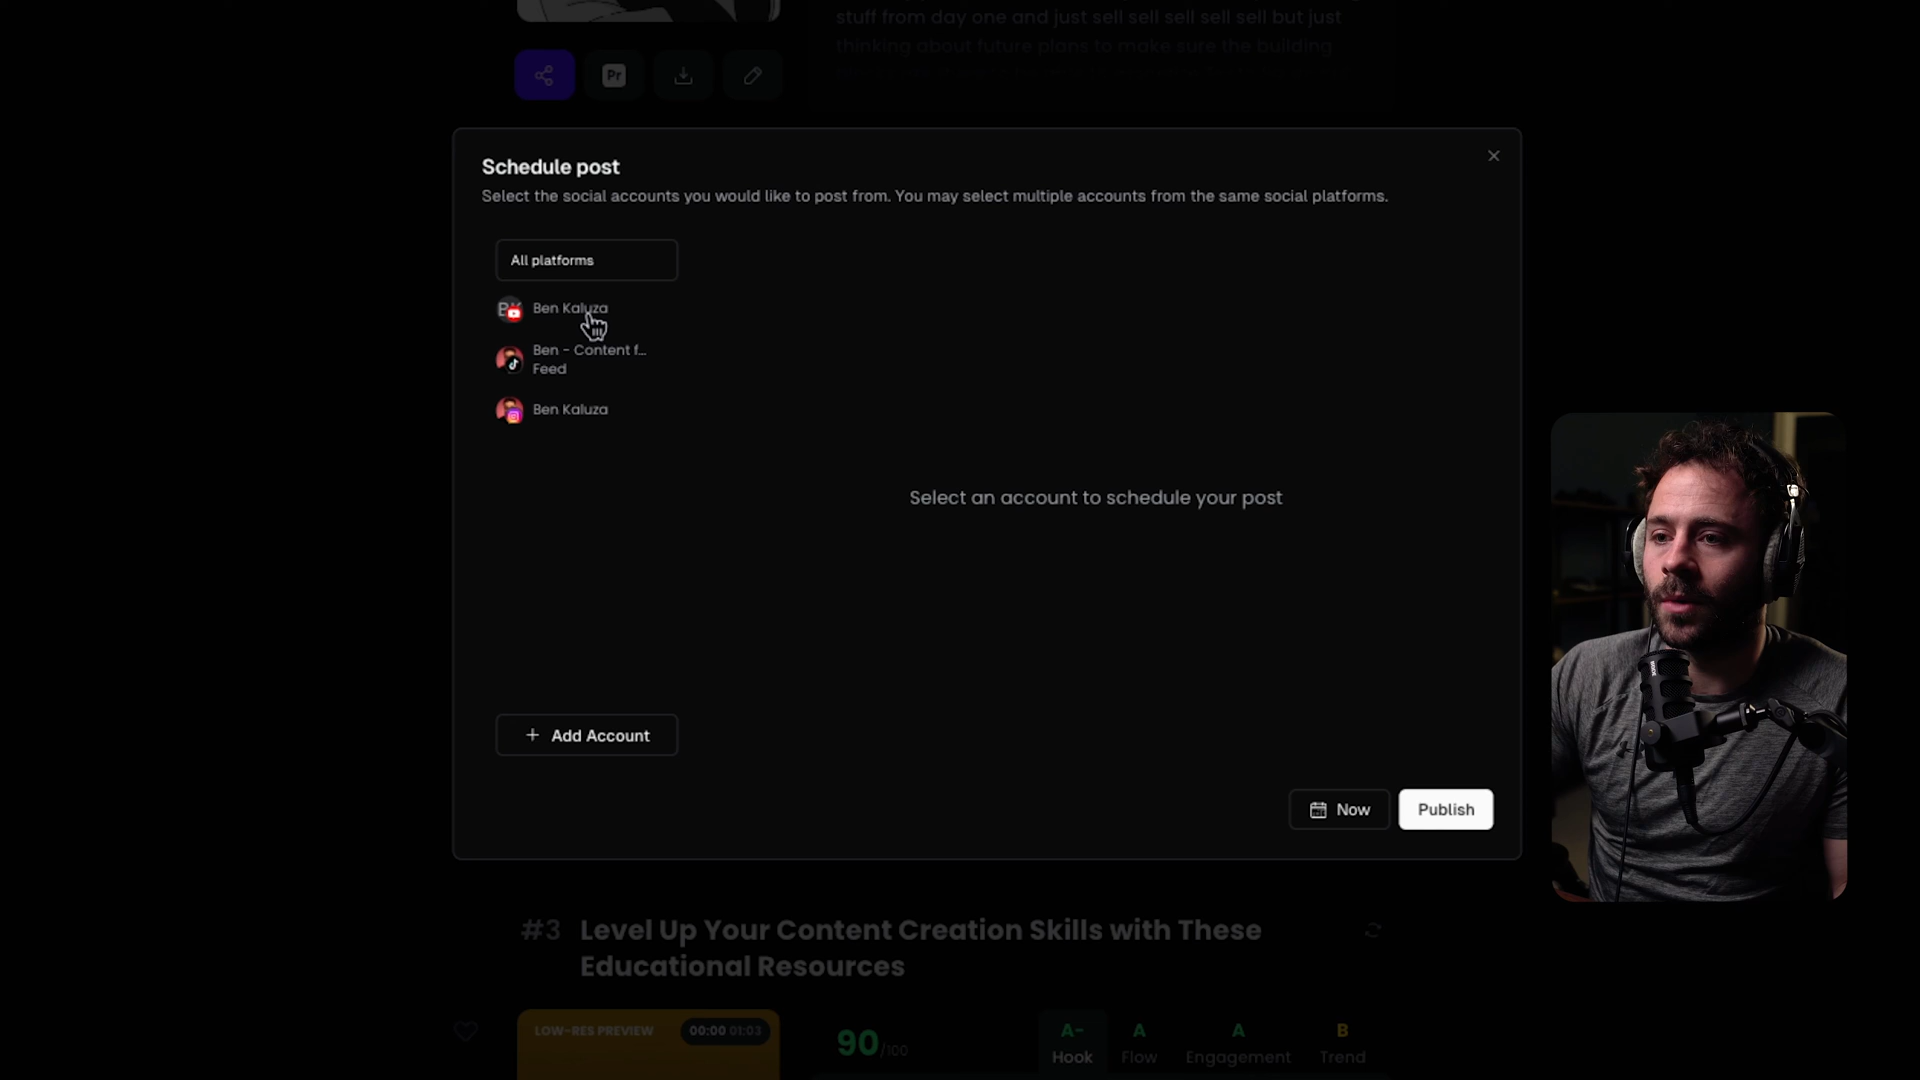 stuff from day one and just sell sell sell sell sell but just
thinking about future plans to make sure the building
Pr
Schedule post
Select the social accounts you would like to post from. You may select multiple accounts from the same social platforms.
All platforms
Ben Kaluza
Ben - Content f...
Feed
Ben Kaluza
Select an account to schedule your post
+ Add Account
Now
Publish
#3 Level Up Your Content Creation Skills with These
Educational Resources
LOW-RES PREVIEW 00:00 01:03
90/100
A- A A B
Hook Flow Engagement Trend